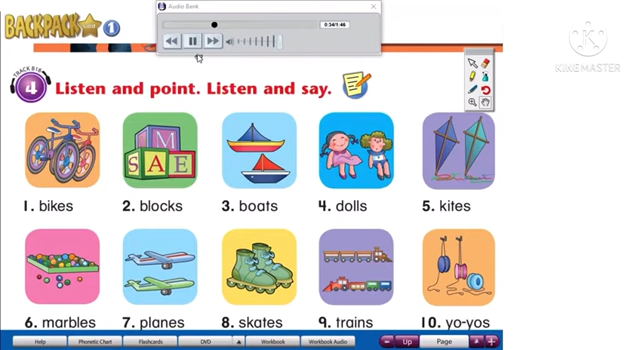 Audio Bank
BACKPACK Gold 1
0:34/1:46
KINEMASTER
TRACK B18
4 Listen and point. Listen and say.
M
S A E
1. bikes 2. blocks 3. boats 4. dolls 5. kites
6. marbles 7. planes 8. skates 9. trains 10. yo-yos
Help Phonetic Chart Flashcards DVD Workbook Workbook Audio Up Page